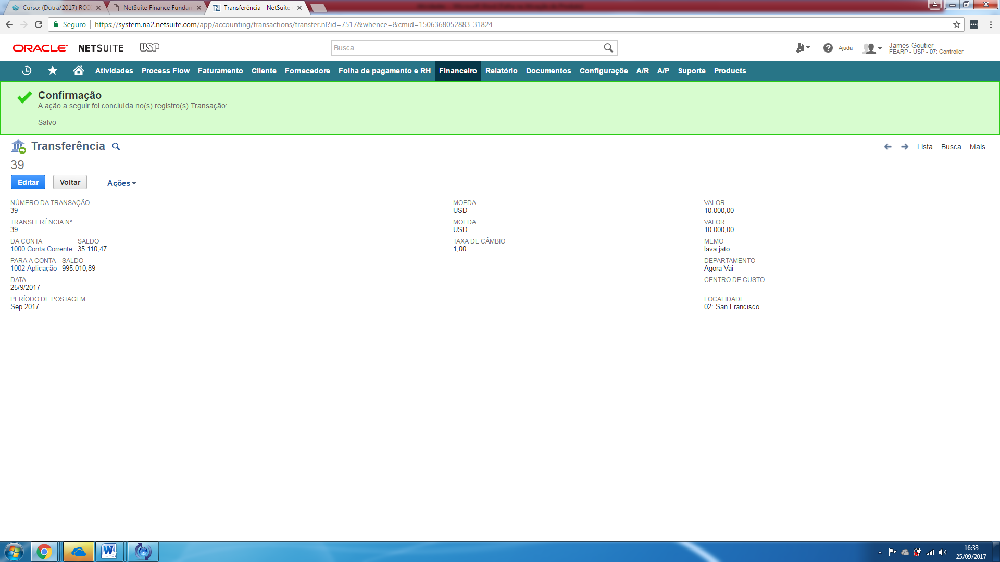 Curso: (Dutra/2017) RCC
NetSuite Finance Fundam
Transferência - NetSuite
Seguro
https://system.na2.netsuite.com/app/accounting/transactions/transfer.nl?id=7517&whence=&cmid=1506368052883_31824
ORACLE | NETSUITE USP
Busca
Ajuda
James Goutier
FEARP - USP - 07: Controller
Atividades Process Flow Faturamento Cliente Fornecedore Folha de pagamento e RH Financeiro Relatório Documentos Configuraçõe A/R A/P Suporte Products
Confirmação
A ação a seguir foi concluída no(s) registro(s) Transação:
Salvo
Transferência
Lista Busca Mais
39
Editar Voltar Ações
NÚMERO DA TRANSAÇÃO
39
TRANSFERÊNCIA Nº
39
DA CONTA SALDO
1000 Conta Corrente 35.110,47
PARA A CONTA SALDO
1002 Aplicação 995.010,89
DATA
25/9/2017
PERÍODO DE POSTAGEM
Sep 2017
MOEDA
USD
MOEDA
USD
TAXA DE CÂMBIO
1,00
VALOR
10.000,00
VALOR
10.000,00
MEMO
lava jato
DEPARTAMENTO
Agora Vai
CENTRO DE CUSTO
LOCALIDADE
02: San Francisco
16:33
25/09/2017